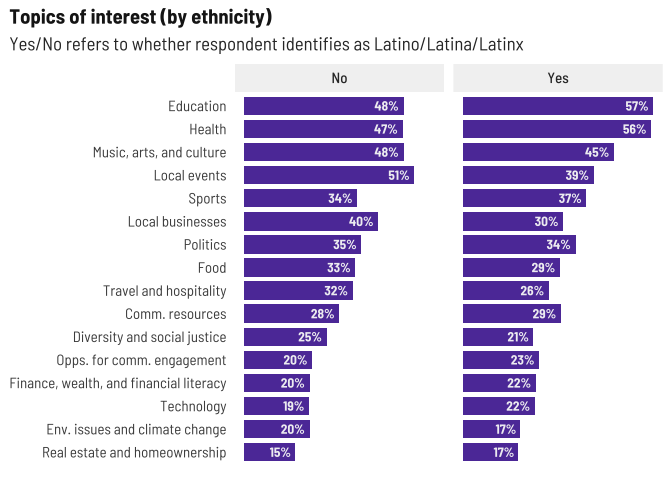 Topics of interest (by ethnicity)
Yes/No refers to whether respondent identifies as Latino/Latina/Latinx
No Yes
Education 48% 57%
Health 47% 56%
Music, arts, and culture 48% 45%
Local events 51% 39%
Sports 34% 37%
Local businesses 40% 30%
Politics 35% 34%
Food 33% 29%
Travel and hospitality 32% 26%
Comm. resources 28% 29%
Diversity and social justice 25% 21%
Opps. for comm. engagement 20% 23%
Finance, wealth, and financial literacy 20% 22%
Technology 19% 22%
Env. issues and climate change 20% 17%
Real estate and homeownership 15% 17%